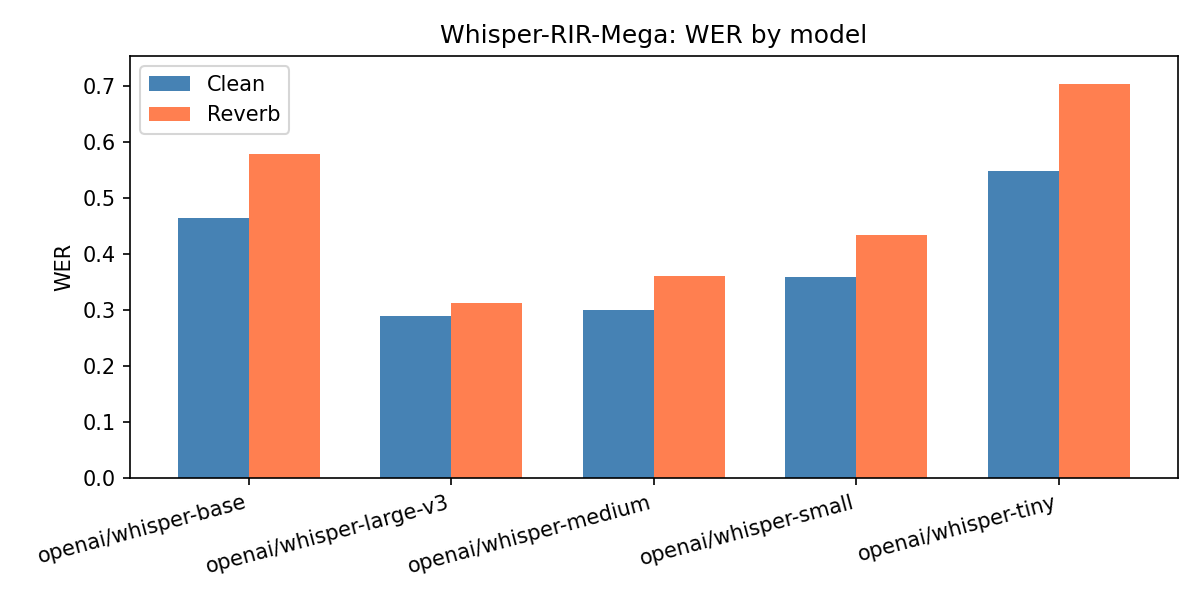 Whisper-RIR-Mega: WER by model
Clean
Reverb
WER
0.7
0.6
0.5
0.4
0.3
0.2
0.1
0.0
openai/whisper-base
openai/whisper-large-v3
openai/whisper-medium
openai/whisper-small
openai/whisper-tiny